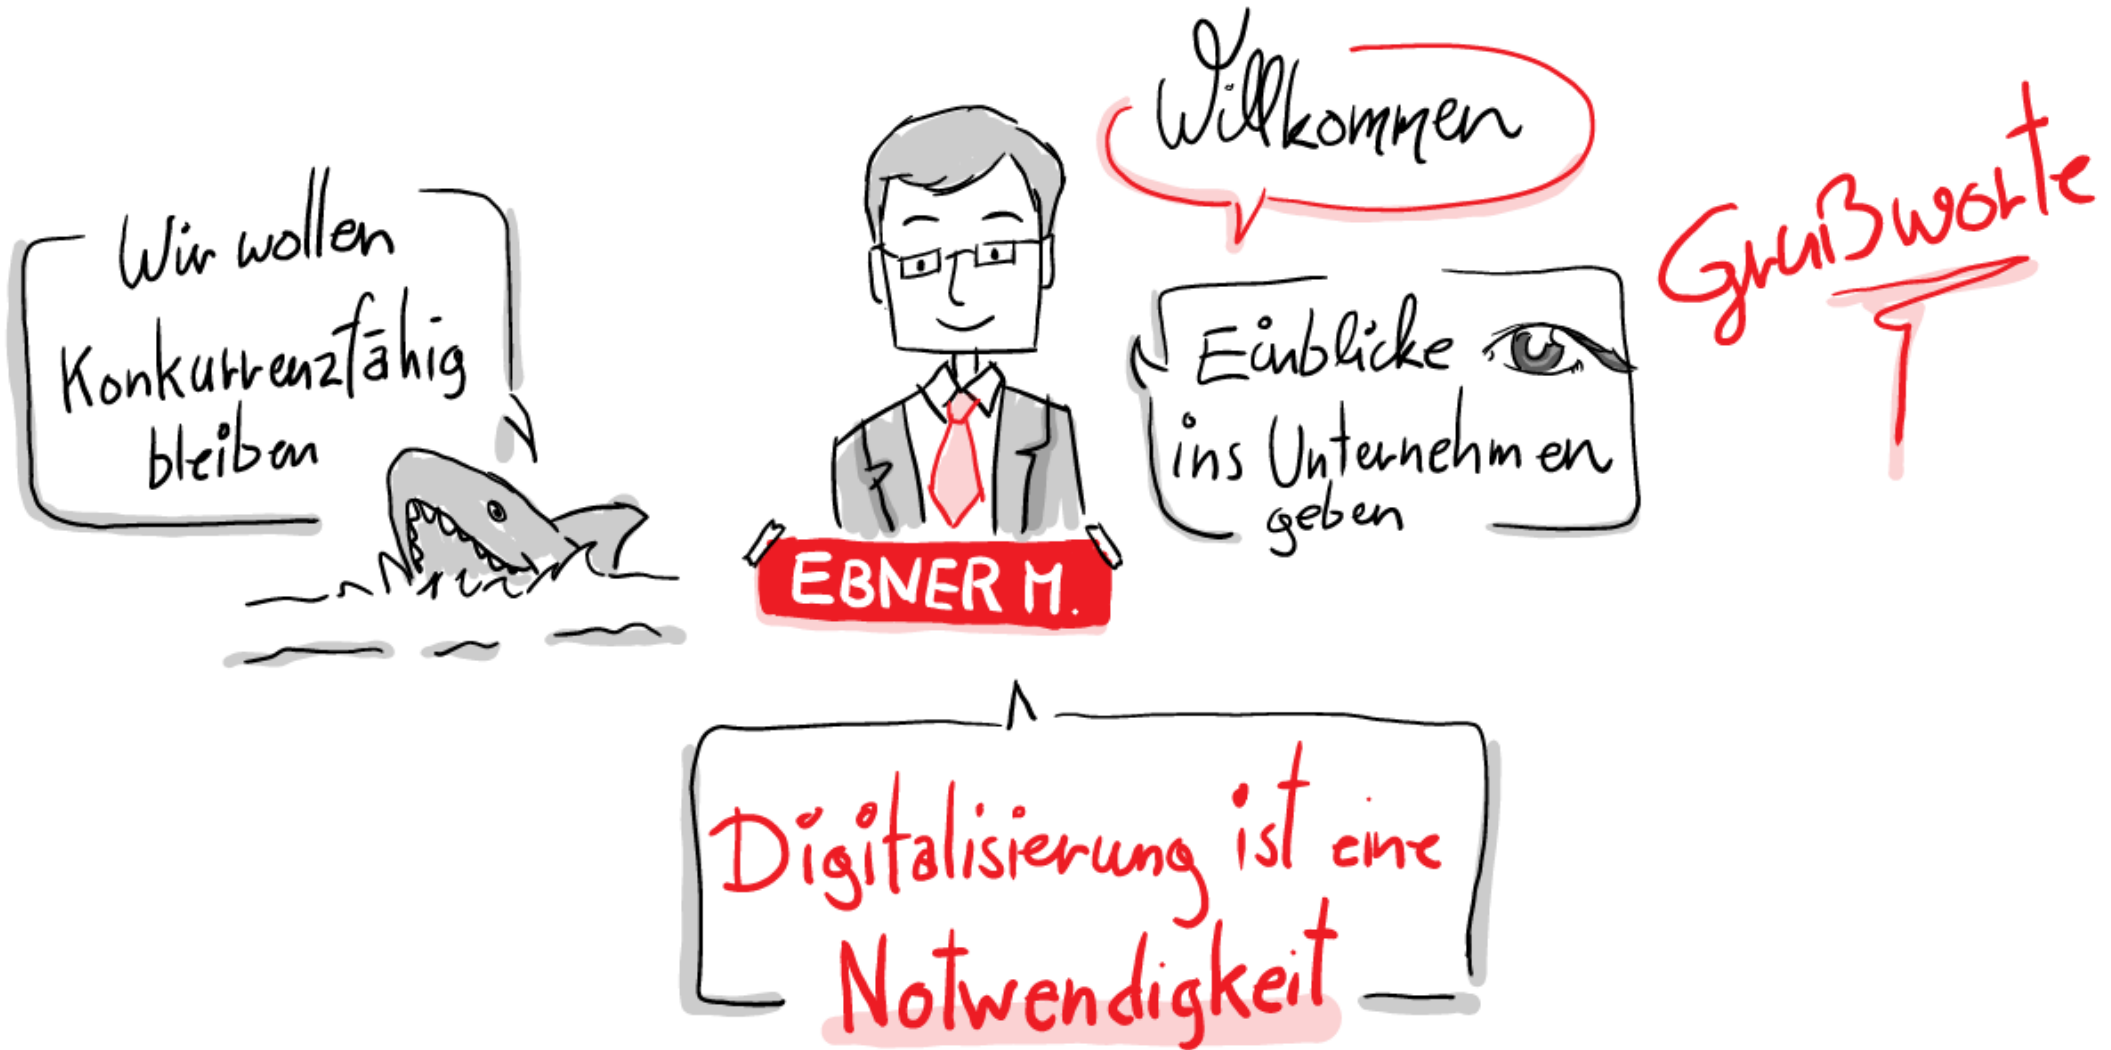 Willkommen
Grußworte
Wir wollen
Konkurrenzfähig
bleiben
Einblicke
ins Unternehmen
geben
EBNER M.
Digitalisierung ist eine
Notwendigkeit